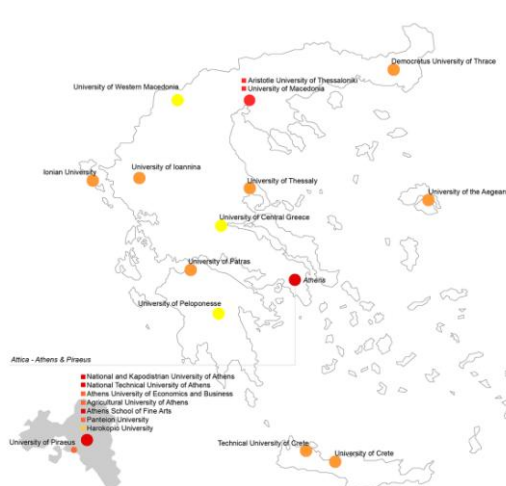 Democrotus University of Thrace
Aristotle University of Thessaloniki
University of Macedonia
University of Western Macedonia
Ionian University
University of Ioannina
University of Thessaly
University of the Aegean
University of Central Greece
University of Patras
Athens
University of Peloponesse
Attica - Athens & Piraeus
National and Kapodistrian University of Athens
National Technical University of Athens
Athens University of Economics and Business
Agricultural University of Athens
Athens School of Fine Arts
Panteion University
Harokopio University
University of Piraeus
Technical University of Crete
University of Crete